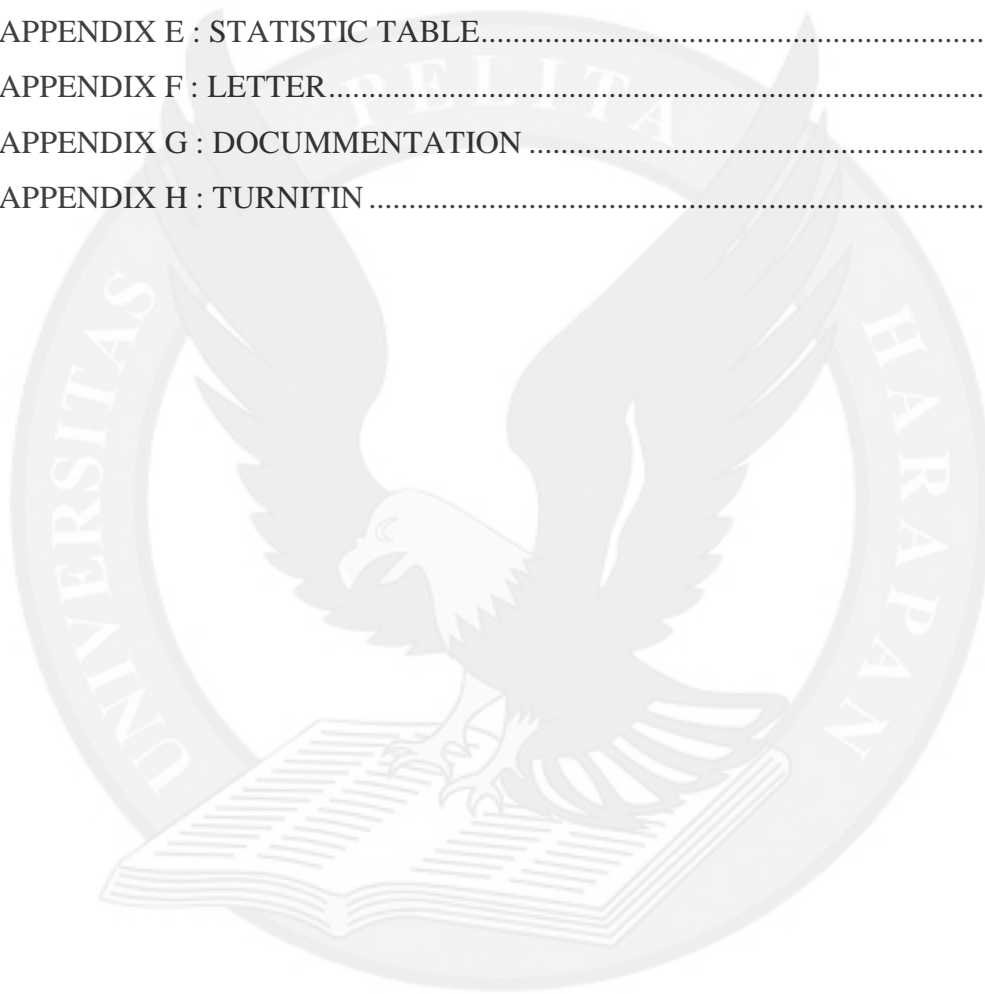 APPENDIX E : STATISTIC TABLE..............................................................
APPENDIX F : LETTER.................................................................................
APPENDIX G : DOCUMMENTATION.........................................................
APPENDIX H : TURNITIN............................................................................
UNIVERSITAS PELITA HARAPAN